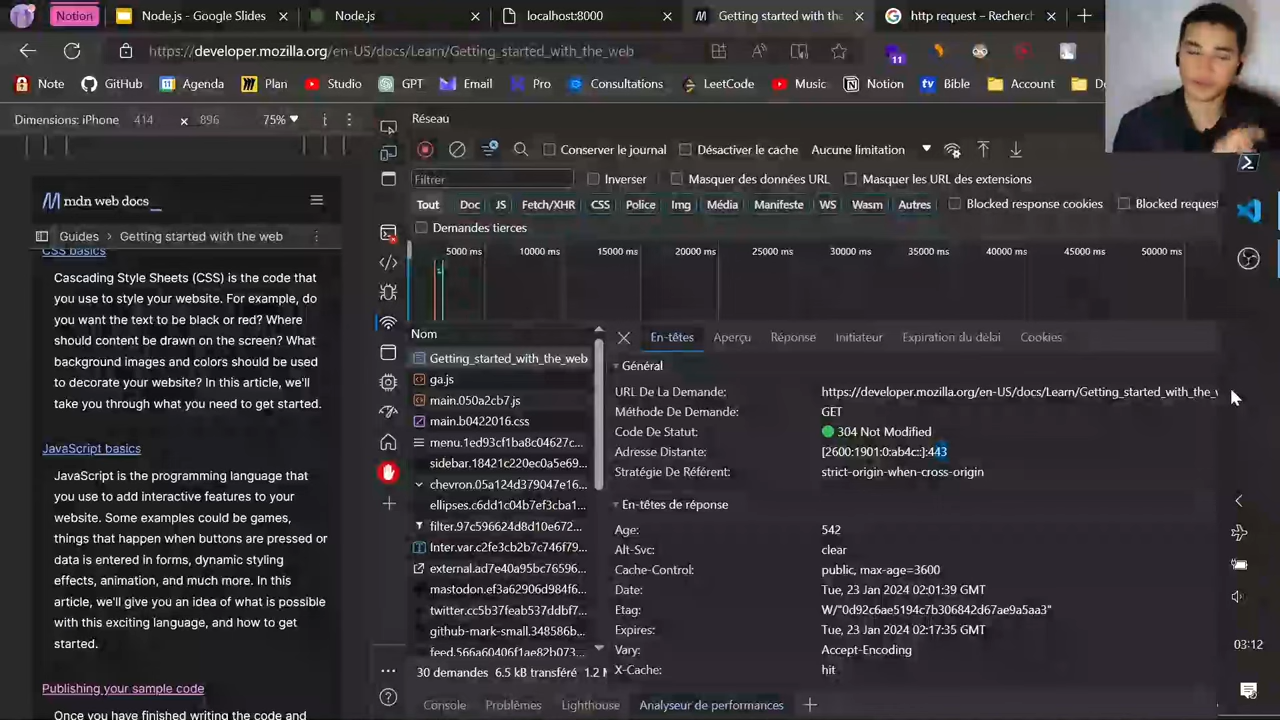 Notion
Node.js - Google Slides
Node.js
localhost:8000
Getting started with the
http request – Recherch
https://developer.mozilla.org/en-US/docs/Learn/Getting_started_with_the_web
11
Note
GitHub
Agenda
Plan
Studio
GPT
Email
Pro
Consultations
LeetCode
Music
Notion
Bible
Account
Dimensions: iPhone
414
×
896
75%
Réseau
Conserver le journal
Désactiver le cache
Aucune limitation
Filtrer
Inverser
Masquer des données URL
Masquer les URL des extensions
Tout
Doc
JS
Fetch/XHR
CSS
Police
Img
Média
Manifeste
WS
Wasm
Autres
Blocked response cookies
Blocked request
Demandes tierces
5000 ms
10000 ms
15000 ms
20000 ms
25000 ms
30000 ms
35000 ms
40000 ms
45000 ms
50000 ms
mdn web docs_
Guides
Getting started with the web
CSS basics
Cascading Style Sheets (CSS) is the code that
you use to style your website. For example, do
you want the text to be black or red? Where
should content be drawn on the screen? What
background images and colors should be used
to decorate your website? In this article, we'll
take you through what you need to get started.
JavaScript basics
JavaScript is the programming language that
you use to add interactive features to your
website. Some examples could be games,
things that happen when buttons are pressed or
data is entered in forms, dynamic styling
effects, animation, and much more. In this
article, we'll give you an idea of what is possible
with this exciting language, and how to get
started.
Publishing your sample code
Once you have finished writing the code and
Nom
Getting_started_with_the_web
ga.js
main.050a2cb7.js
main.b0422016.css
menu.1ed93cf1ba8c04627c...
sidebar.18421c220ec0a5e69...
chevron.05a124d379047e16...
ellipses.c6dd1c04b7ef3cba1...
filter.97c596624d8d10e672...
Inter.var.c2fe3cb2b7c746f79...
external.ad7e40a95bc76596...
mastodon.ef3a62906d984f6...
twitter.cc5b37feab537ddbf7...
github-mark-small.348586b...
feed.566a60406f1ae82b073...
30 demandes
6.5 kB transféré
1.2 M
En-têtes
Aperçu
Réponse
Initiateur
Expiration du délai
Cookies
Général
URL De La Demande:
https://developer.mozilla.org/en-US/docs/Learn/Getting_started_with_the_w
Méthode De Demande:
GET
Code De Statut:
304 Not Modified
Adresse Distante:
[2600:1901:0:ab4c::]:443
Stratégie De Référent:
strict-origin-when-cross-origin
En-têtes de réponse
Age:
542
Alt-Svc:
clear
Cache-Control:
public, max-age=3600
Date:
Tue, 23 Jan 2024 02:01:39 GMT
Etag:
W/"0d92c6ae5194c7b306842d67ae9a5aa3"
Expires:
Tue, 23 Jan 2024 02:17:35 GMT
Vary:
Accept-Encoding
X-Cache:
hit
Console
Problèmes
Lighthouse
Analyseur de performances
03:12